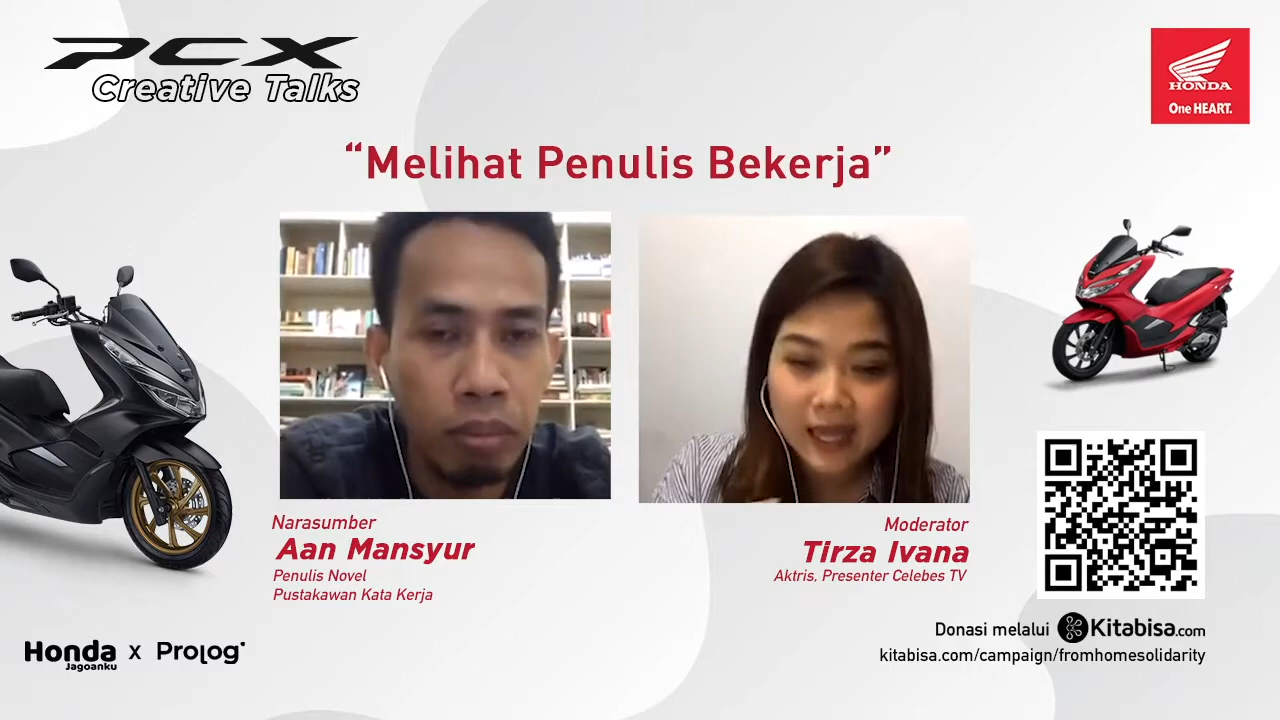 PCX
Creative Talks
HONDA
One HEART.
“Melihat Penulis Bekerja”
Narasumber
Aan Mansyur
Penulis Novel
Pustakawan Kata Kerja
Moderator
Tirza Ivana
Aktris, Presenter Celebes TV
Donasi melalui Kitabisa.com
kitabisa.com/campaign/fromhomesolidarity
Honda x Prolog
Jagoanku